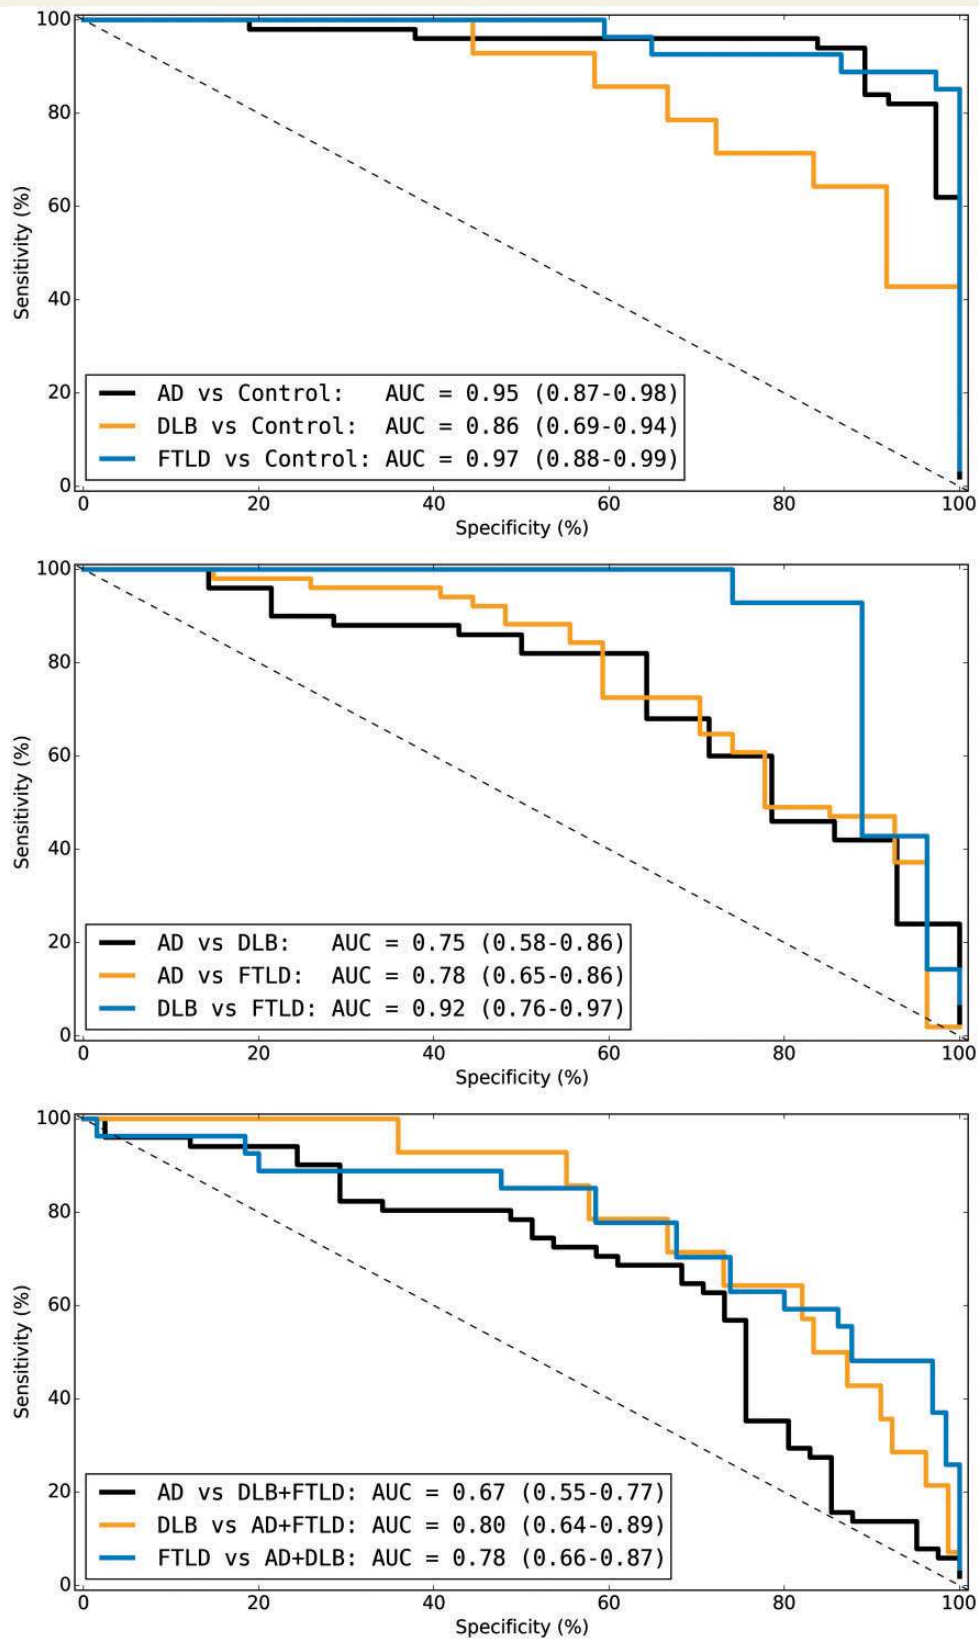 100
80
60
40
20
0
Sensitivity (%)
AD vs Control: AUC = 0.95 (0.87-0.98)
DLB vs Control: AUC = 0.86 (0.69-0.94)
FTLD vs Control: AUC = 0.97 (0.88-0.99)
0 20 40 60 80 100
Specificity (%)
100
80
60
40
20
0
Sensitivity (%)
AD vs DLB: AUC = 0.75 (0.58-0.86)
AD vs FTLD: AUC = 0.78 (0.65-0.86)
DLB vs FTLD: AUC = 0.92 (0.76-0.97)
0 20 40 60 80 100
Specificity (%)
100
80
60
40
20
0
Sensitivity (%)
AD vs DLB+FTLD: AUC = 0.67 (0.55-0.77)
DLB vs AD+FTLD: AUC = 0.80 (0.64-0.89)
FTLD vs AD+DLB: AUC = 0.78 (0.66-0.87)
0 20 40 60 80 100
Specificity (%)